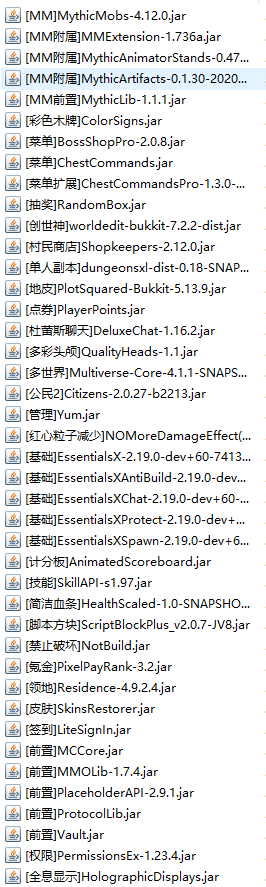 [MM]MythicMobs-4.12.0.jar
[MM附属]MMExtension-1.736a.jar
[MM附属]MythicAnimatorStands-0.47...
[MM附属]MythicArtifacts-0.1.30-2020...
[MM前置]MythicLib-1.1.1.jar
[彩色木牌]ColorSigns.jar
[菜单]BossShopPro-2.0.8.jar
[菜单]ChestCommands.jar
[菜单扩展]ChestCommandsPro-1.3.0-...
[抽奖]RandomBox.jar
[创世神]worldedit-bukkit-7.2.2-dist.jar
[村民商店]Shopkeepers-2.12.0.jar
[单人副本]dungeonsxl-dist-0.18-SNAP...
[地皮]PlotSquared-Bukkit-5.13.9.jar
[点券]PlayerPoints.jar
[杜蕾斯聊天]DeluxeChat-1.16.2.jar
[多彩头颅]QualityHeads-1.1.jar
[多世界]Multiverse-Core-4.1.1-SNAPS...
[公民2]Citizens-2.0.27-b2213.jar
[管理]Yum.jar
[红心粒子减少]NOMoreDamageEffect(...
[基础]EssentialsX-2.19.0-dev+60-7413...
[基础]EssentialsXAntiBuild-2.19.0-dev...
[基础]EssentialsXChat-2.19.0-dev+60-...
[基础]EssentialsXProtect-2.19.0-dev+...
[基础]EssentialsXSpawn-2.19.0-dev+6...
[计分板]AnimatedScoreboard.jar
[技能]SkillAPI-s1.97.jar
[简洁血条]HealthScaled-1.0-SNAPSHO...
[脚本方块]ScriptBlockPlus_v2.0.7-JV8.jar
[禁止破坏]NotBuild.jar
[氪金]PixelPayRank-3.2.jar
[领地]Residence-4.9.2.4.jar
[皮肤]SkinsRestorer.jar
[签到]LiteSignIn.jar
[前置]MCCore.jar
[前置]MMOLib-1.7.4.jar
[前置]PlaceholderAPI-2.9.1.jar
[前置]ProtocolLib.jar
[前置]Vault.jar
[权限]PermissionsEx-1.23.4.jar
[全息显示]HolographicDisplays.jar